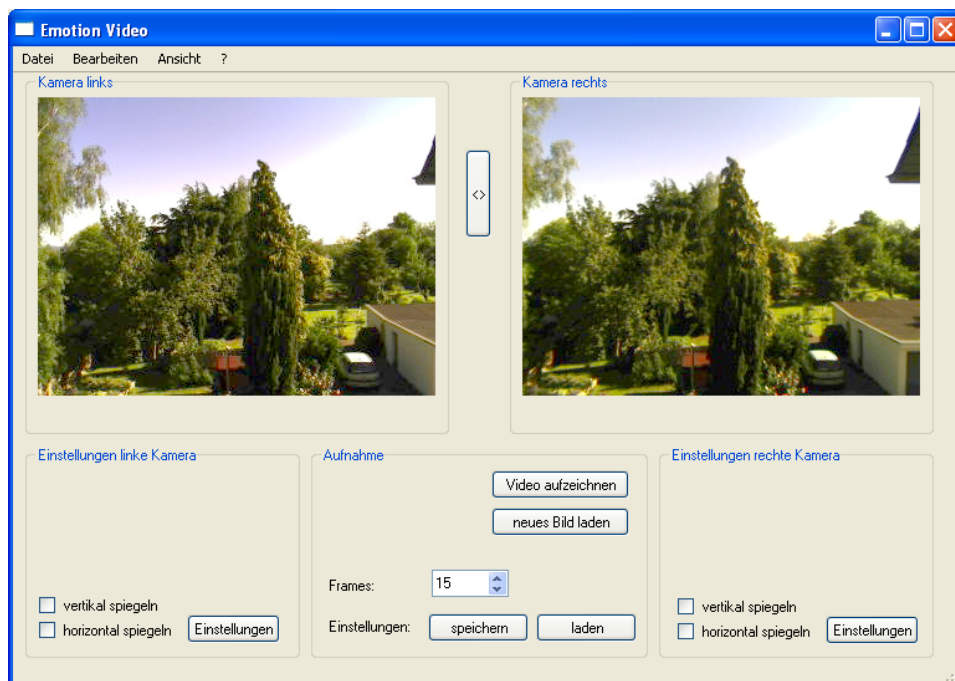 Emotion Video
Datei Bearbeiten Ansicht ?
Kamera links
Kamera rechts
<>
Einstellungen linke Kamera
vertikal spiegeln
horizontal spiegeln
Einstellungen
Aufnahme
Video aufzeichnen
neues Bild laden
Frames: 15
Einstellungen: speichern laden
Einstellungen rechte Kamera
vertikal spiegeln
horizontal spiegeln
Einstellungen